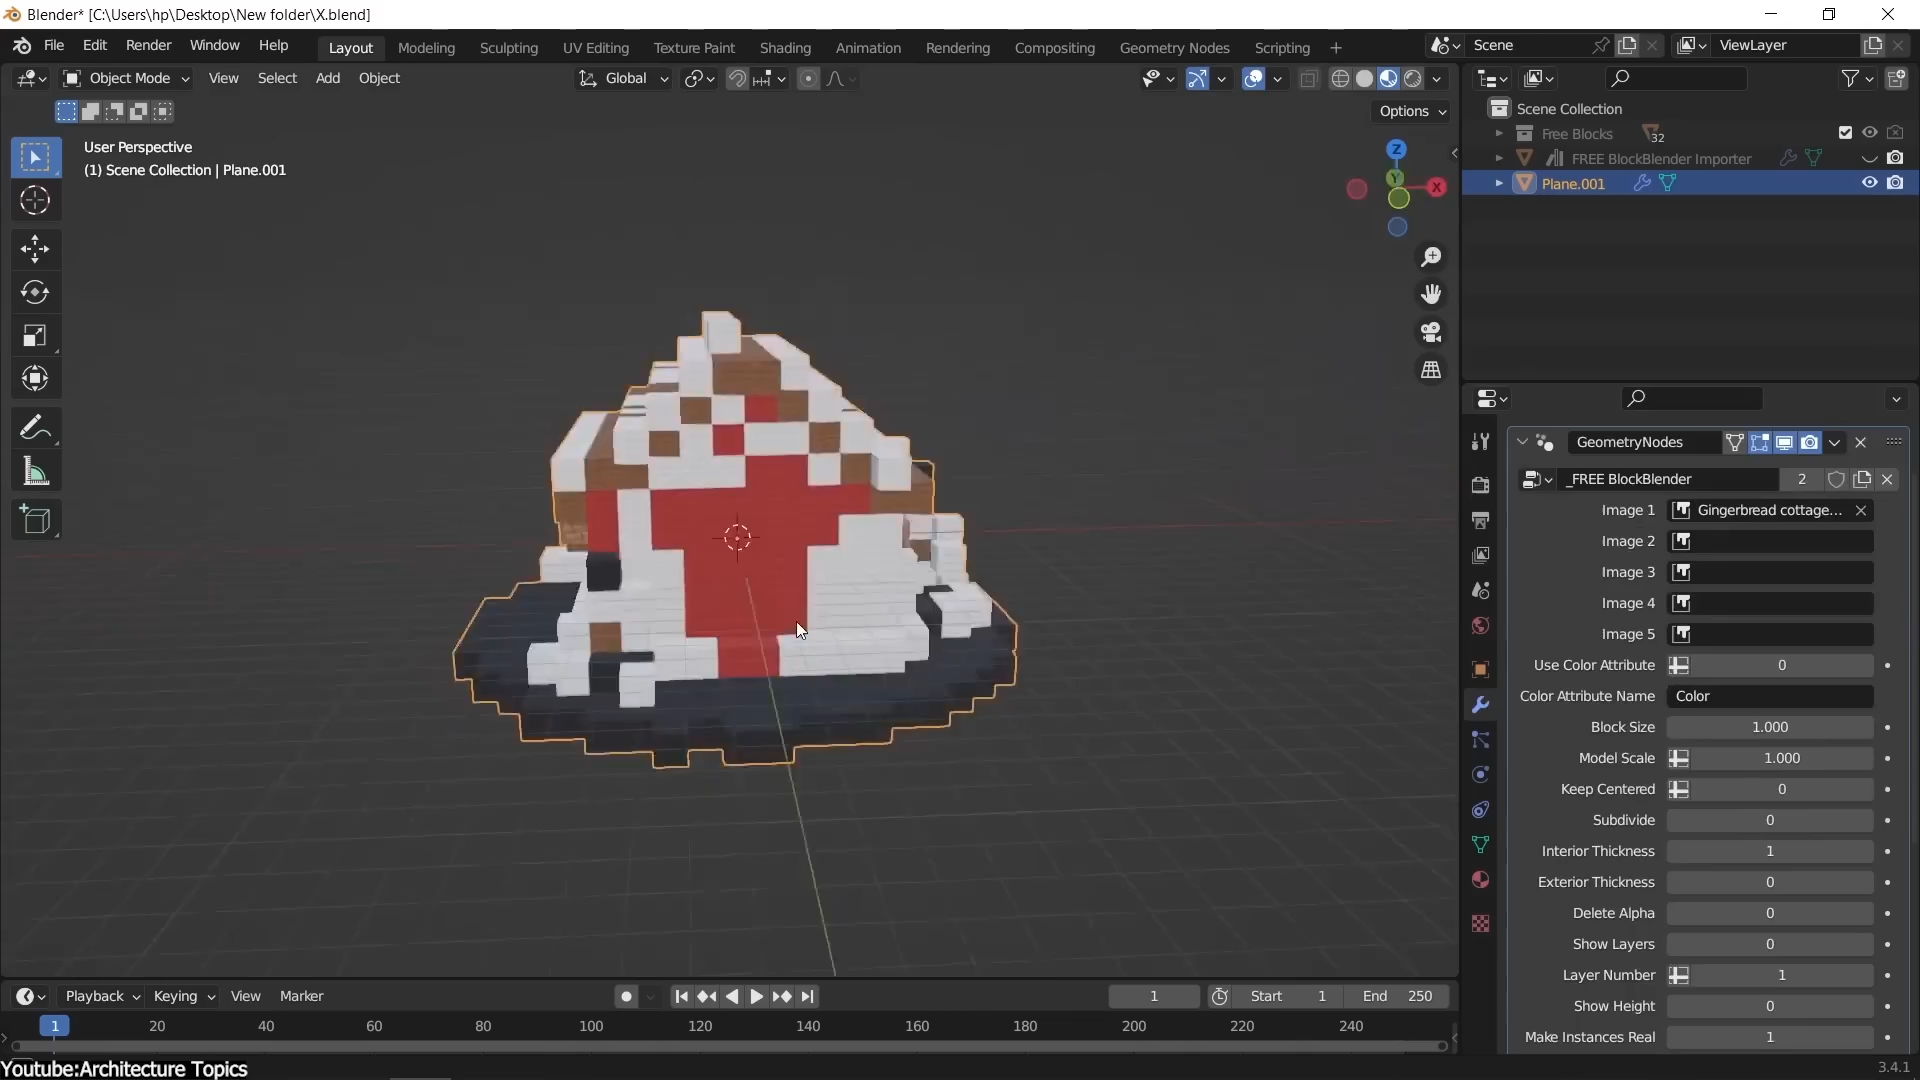 Blender* [C:\Users\hp\Desktop\New folder\X.blend]
File Edit Render Window Help
Layout Modeling Sculpting UV Editing Texture Paint Shading Animation Rendering Compositing Geometry Nodes Scripting +
Scene
ViewLayer
Object Mode View Select Add Object
Global
Options
User Perspective
(1) Scene Collection | Plane.001
Z
Y
X
Scene Collection
Free Blocks 32
FREE BlockBlender Importer
Plane.001
GeometryNodes
_FREE BlockBlender 2
Image 1 Gingerbread cottage...
Image 2
Image 3
Image 4
Image 5
Use Color Attribute 0
Color Attribute Name Color
Block Size 1.000
Model Scale 1.000
Keep Centered 0
Subdivide 0
Interior Thickness 1
Exterior Thickness 0
Delete Alpha 0
Show Layers 0
Layer Number 1
Show Height 0
Make Instances Real 1
Playback Keying View Marker
1 Start 1 End 250
1 20 40 60 80 100 120 140 160 180 200 220 240
Youtube:Architecture Topics
3.4.1